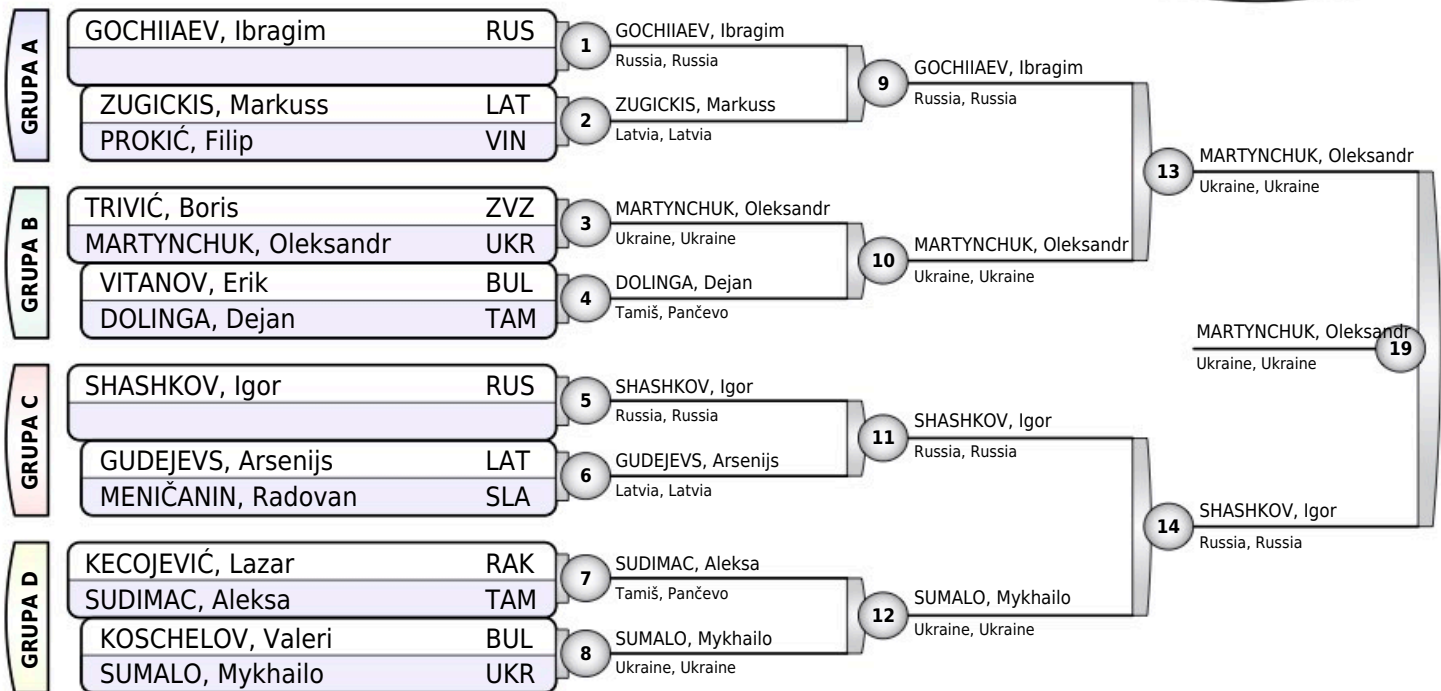 GRUPA A
GOCHIIAEV, Ibragim RUS
ZUGICKIS, Markuss LAT
PROKIĆ, Filip VIN
GRUPA B
TRIVIĆ, Boris ZVZ
MARTYNCHUK, Oleksandr UKR
VITANOV, Erik BUL
DOLINGA, Dejan TAM
GRUPA C
SHASHKOV, Igor RUS
GUDEJEVS, Arsenijs LAT
MENIČANIN, Radovan SLA
GRUPA D
KECOJEVIĆ, Lazar RAK
SUDIMAC, Aleksa TAM
KOSCHELOV, Valeri BUL
SUMALO, Mykhailo UKR
1
GOCHIIAEV, Ibragim
Russia, Russia
2
ZUGICKIS, Markuss
Latvia, Latvia
3
MARTYNCHUK, Oleksandr
Ukraine, Ukraine
4
DOLINGA, Dejan
Tamiš, Pančevo
5
SHASHKOV, Igor
Russia, Russia
6
GUDEJEVS, Arsenijs
Latvia, Latvia
7
SUDIMAC, Aleksa
Tamiš, Pančevo
8
SUMALO, Mykhailo
Ukraine, Ukraine
9
GOCHIIAEV, Ibragim
Russia, Russia
10
MARTYNCHUK, Oleksandr
Ukraine, Ukraine
11
SHASHKOV, Igor
Russia, Russia
12
SUMALO, Mykhailo
Ukraine, Ukraine
13
MARTYNCHUK, Oleksandr
Ukraine, Ukraine
14
SHASHKOV, Igor
Russia, Russia
MARTYNCHUK, Oleksandr
19
Ukraine, Ukraine